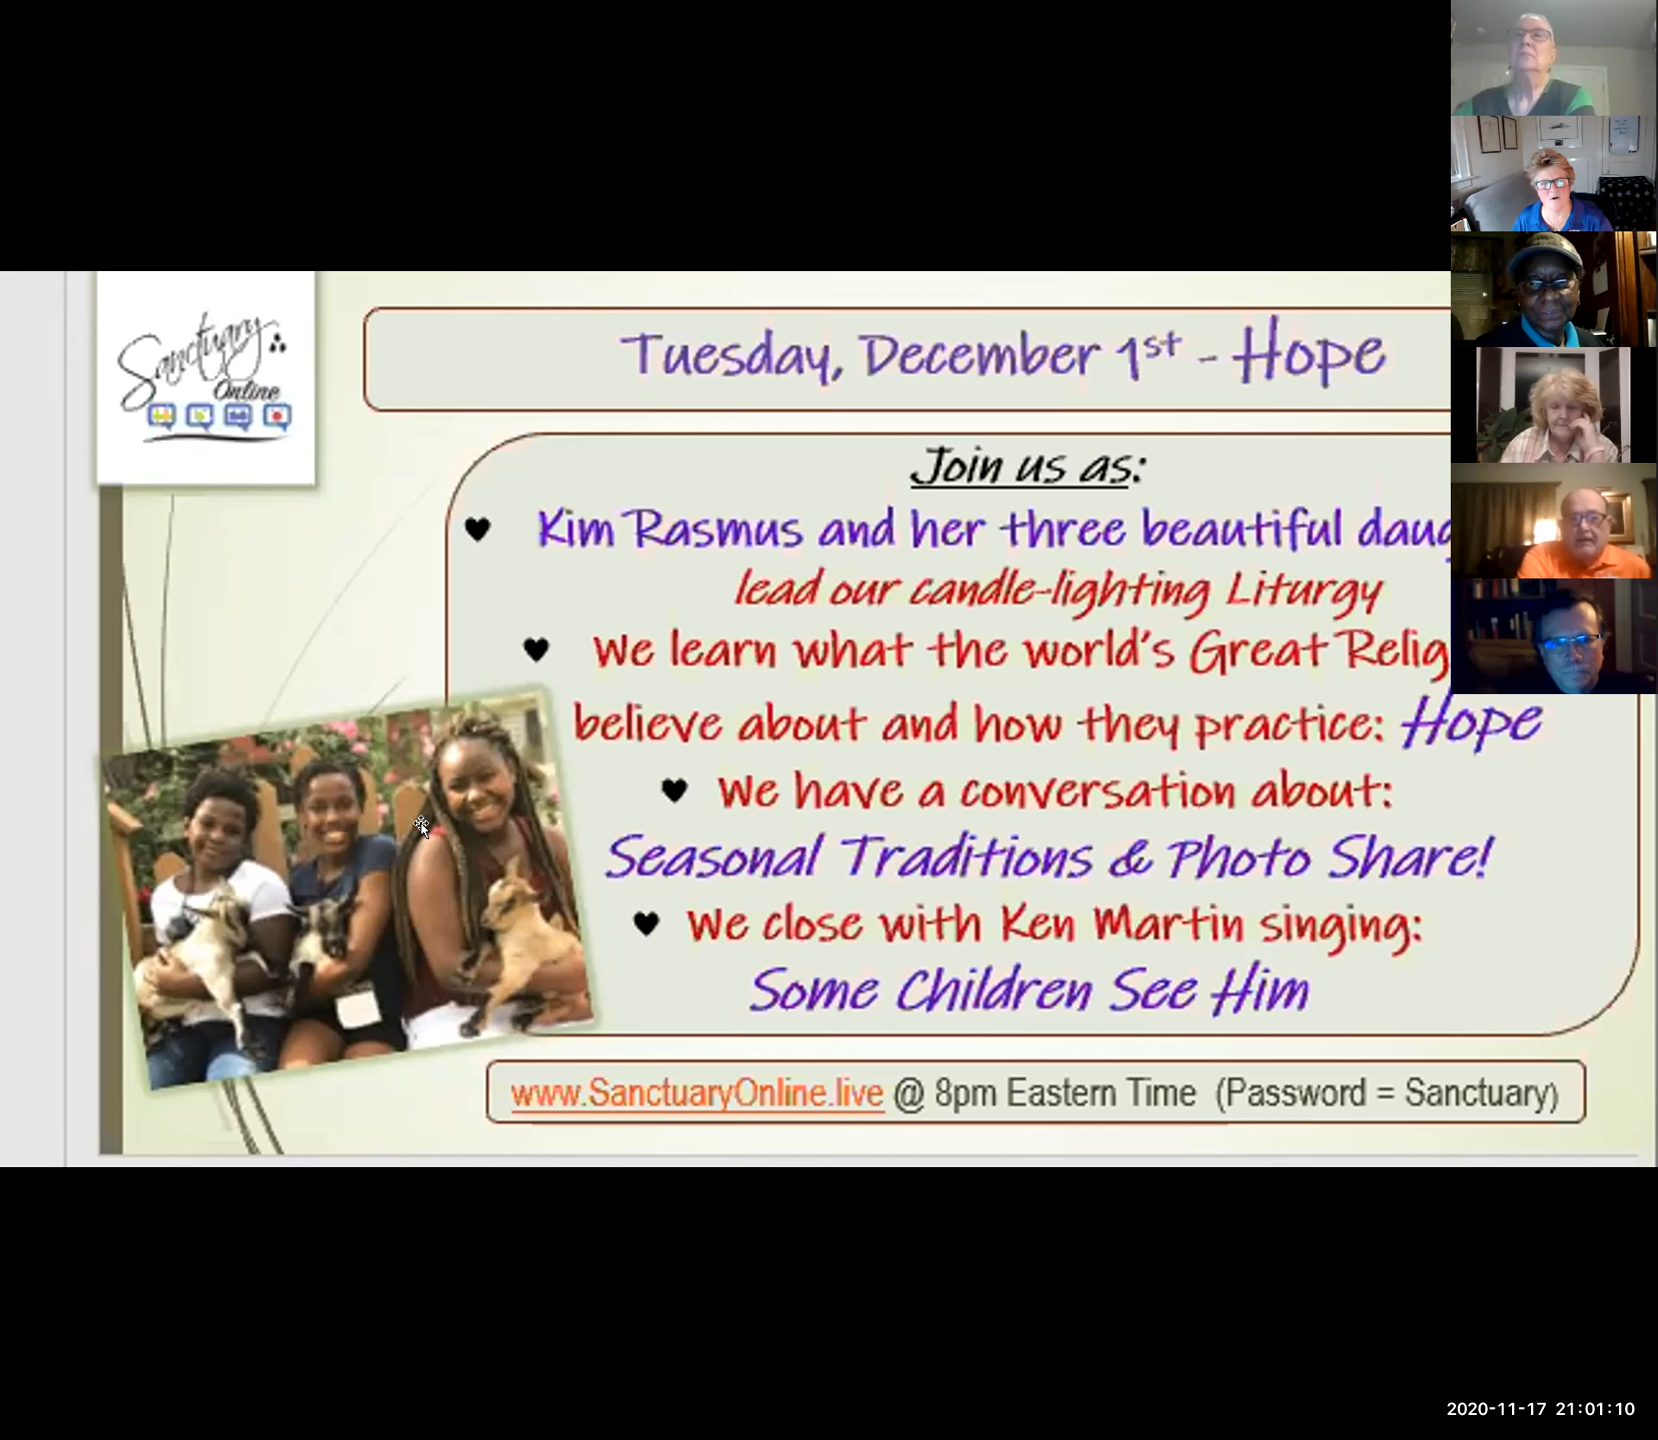 Sanctuary
Online
Tuesday, December 1st - Hope
Join us as:
♥ Kim Rasmus and her three beautiful daug
lead our candle-lighting Liturgy
♥ We learn what the world's Great Relig
believe about and how they practice: Hope
♥ We have a conversation about:
Seasonal Traditions & Photo Share!
♥ We close with Ken Martin singing:
Some Children See Him
www.SanctuaryOnline.live @ 8pm Eastern Time (Password = Sanctuary)
2020-11-17 21:01:10